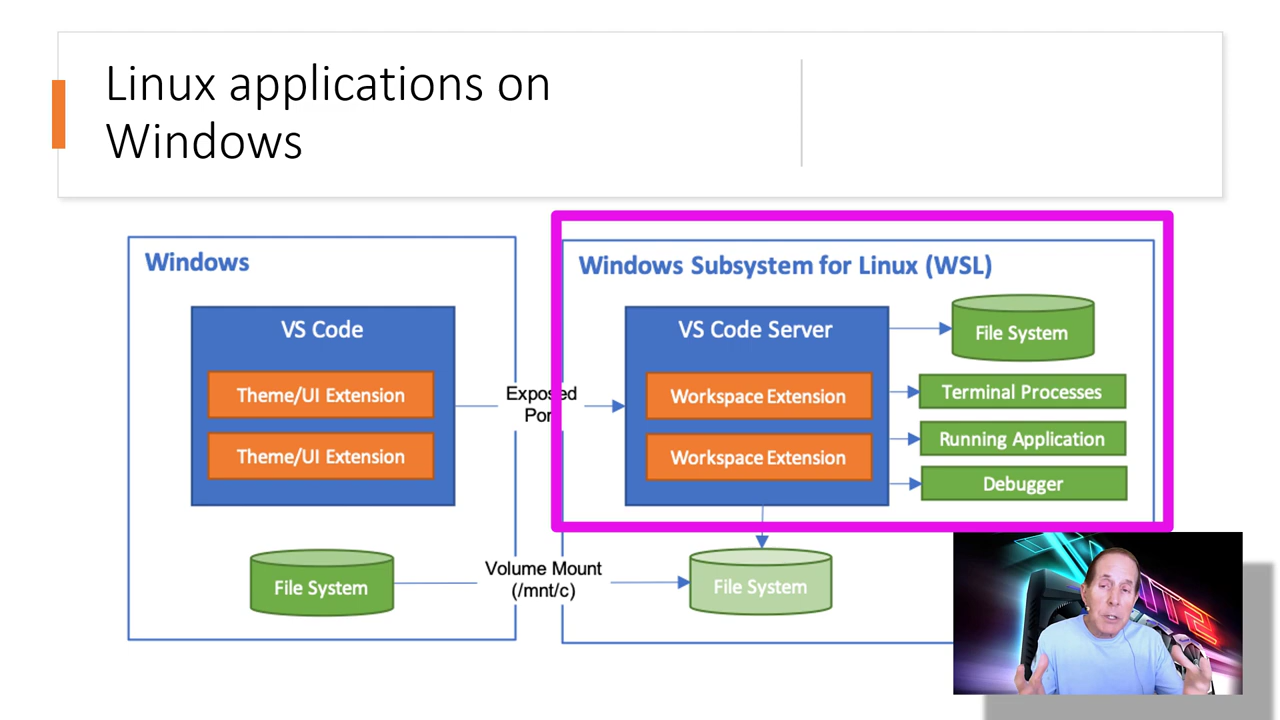 Linux applications on
Windows
Windows
VS Code
Theme/UI Extension
Theme/UI Extension
File System
Exposed
Port
Volume Mount
(/mnt/c)
Windows Subsystem for Linux (WSL)
VS Code Server
Workspace Extension
Workspace Extension
File System
Terminal Processes
Running Application
Debugger
File System